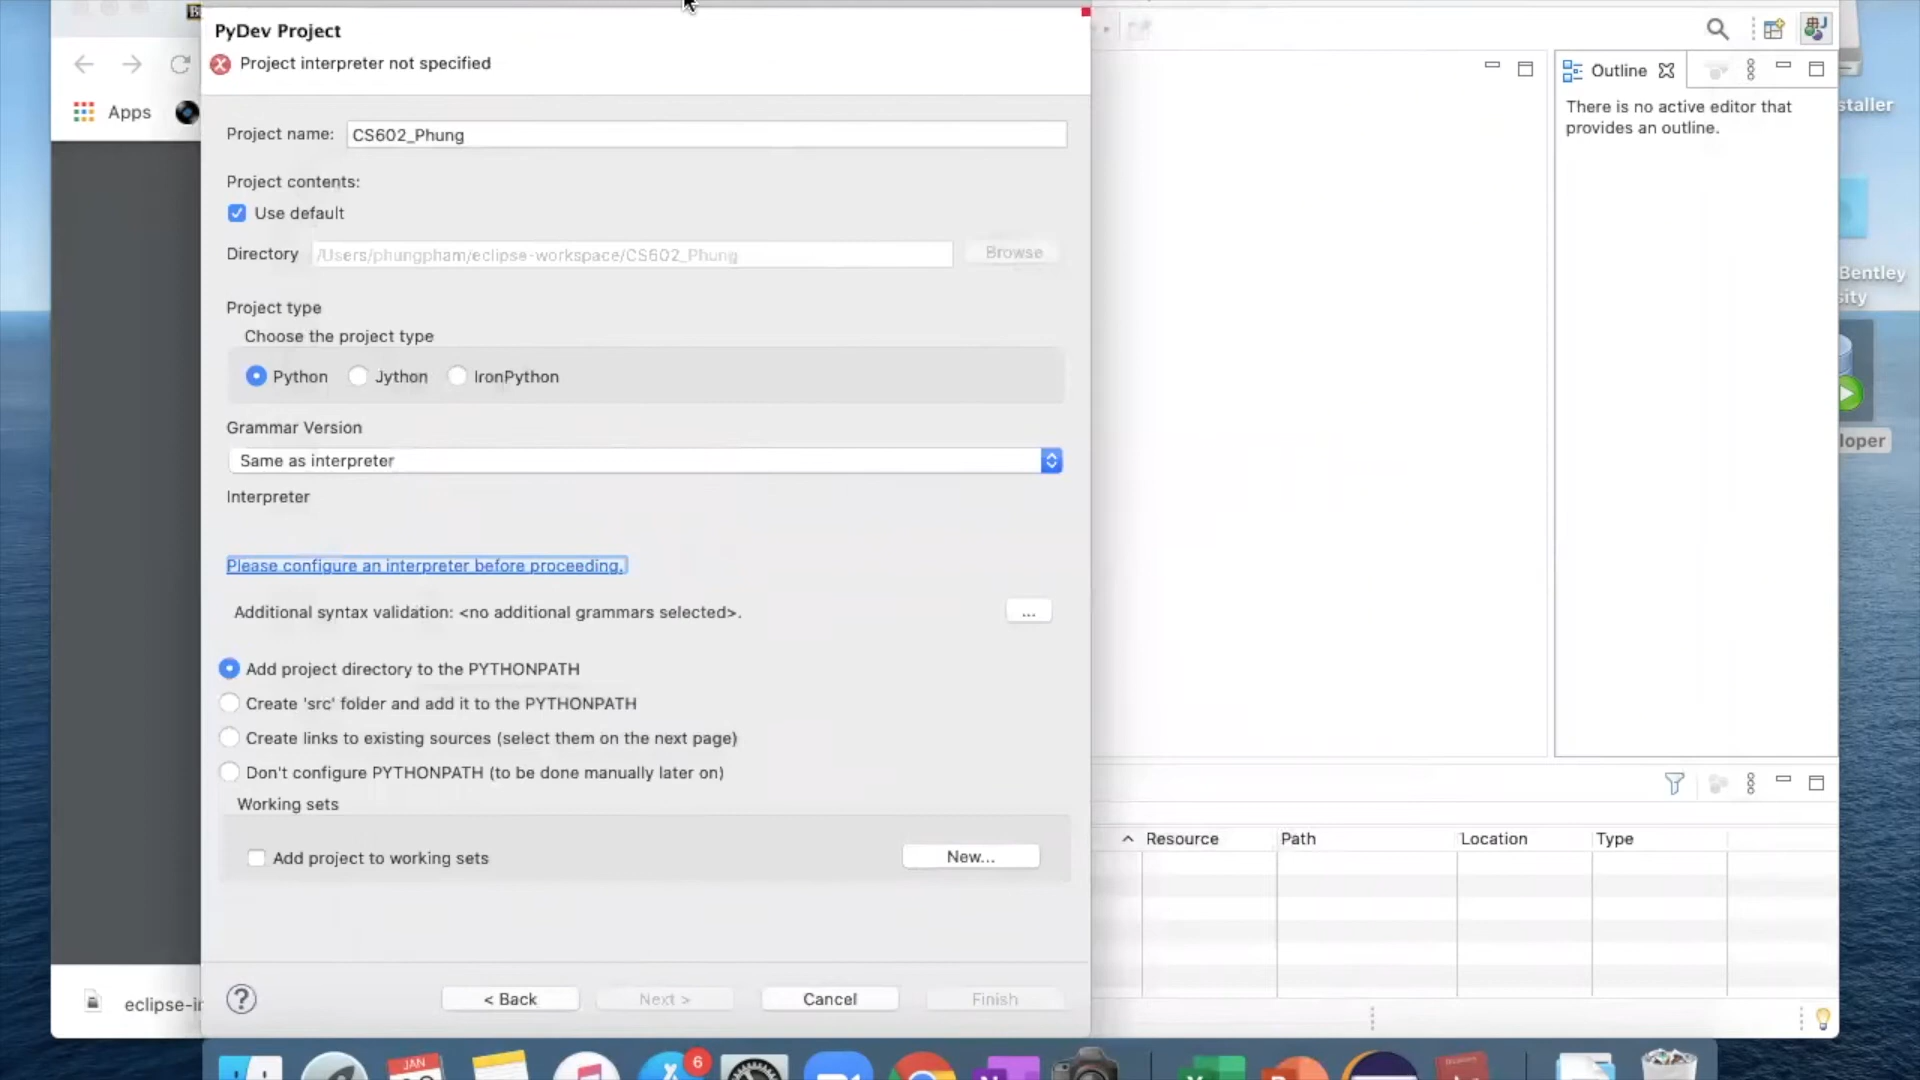 PyDev Project
Project interpreter not specified
Apps
Project name: CS602_Phung
Project contents:
Use default
Directory /Users/phungpham/eclipse-workspace/CS602_Phung Browse
Project type
Choose the project type
Python Jython IronPython
Grammar Version
Same as interpreter
Interpreter
Please configure an interpreter before proceeding.
Additional syntax validation: <no additional grammars selected>. ...
Add project directory to the PYTHONPATH
Create 'src' folder and add it to the PYTHONPATH
Create links to existing sources (select them on the next page)
Don't configure PYTHONPATH (to be done manually later on)
Working sets
Add project to working sets New...
? < Back Next > Cancel Finish
eclipse-in
Outline
There is no active editor that
provides an outline.
Resource Path Location Type
staller
Bentley
sity
loper
JAN
6